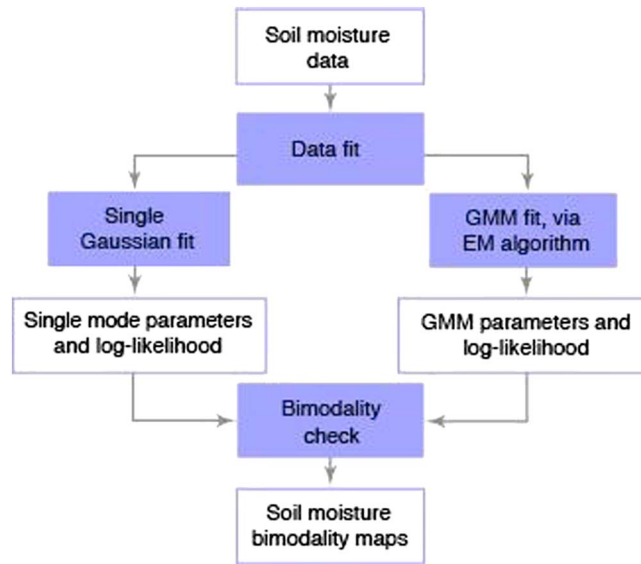 Soil moisture
data
Data fit
Single
Gaussian fit
GMM fit, via
EM algorithm
Single mode parameters
and log-likelihood
GMM parameters and
log-likelihood
Bimodality
check
Soil moisture
bimodality maps